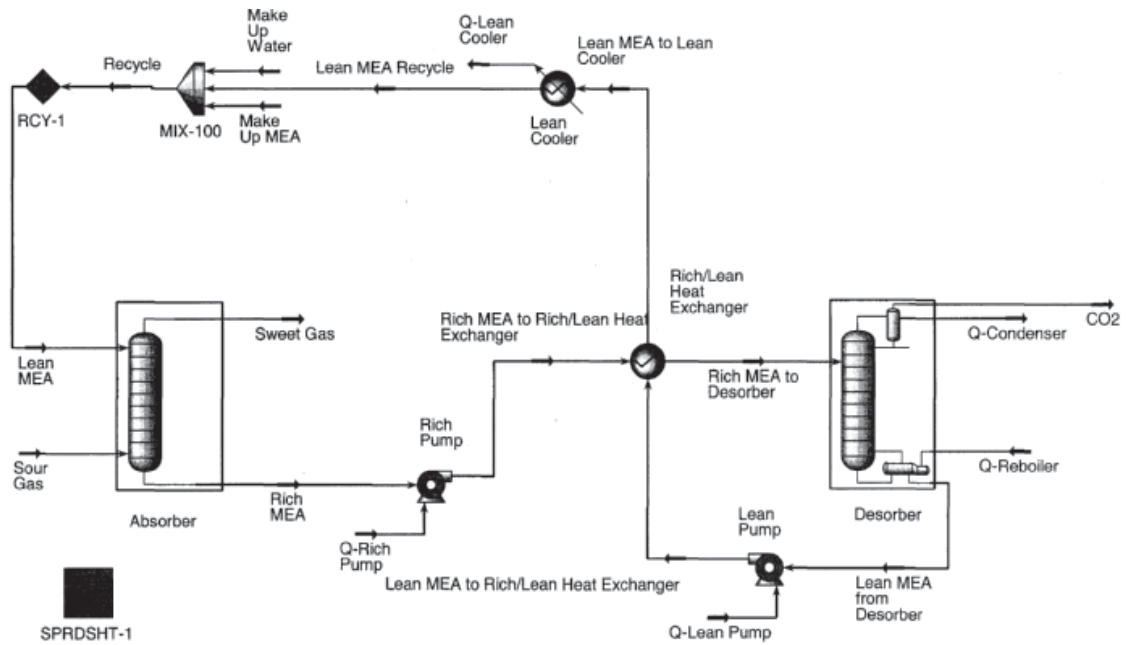 Make
Up
Water
Q-Lean
Cooler
Lean MEA to Lean
Cooler
Recycle
Lean MEA Recycle
RCY-1
MIX-100
Make
Up MEA
Lean
Cooler
Rich/Lean
Heat
Exchanger
Rich MEA to Rich/Lean Heat
Exchanger
Sweet Gas
Q-Condenser
CO2
Lean
MEA
Rich MEA to
Desorber
Rich
Pump
Sour
Gas
Q-Reboiler
Rich
MEA
Absorber
Lean
Pump
Desorber
Q-Rich
Pump
Lean MEA to Rich/Lean Heat Exchanger
Lean MEA
from
Desorber
SPRDSHT-1
Q-Lean Pump